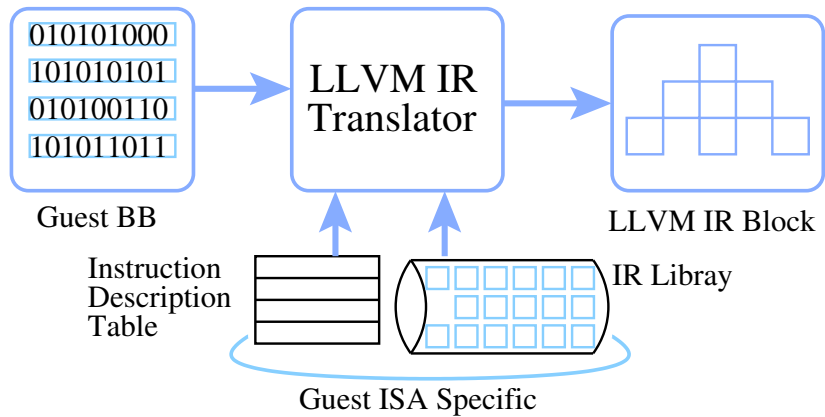 010101000
101010101
010100110
101011011
LLVM IR
Translator
Guest BB
LLVM IR Block
Instruction
Description
Table
IR Libray
Guest ISA Specific